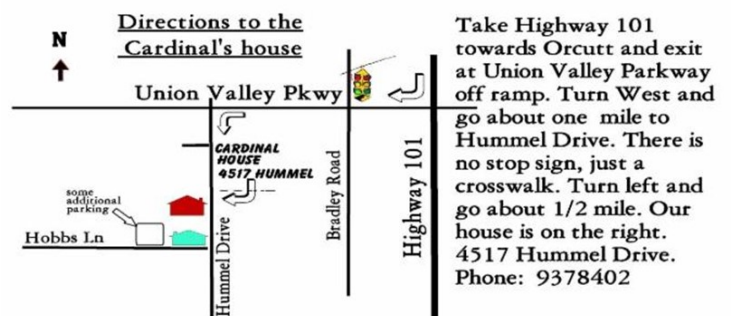 Directions to the
Cardinal's house
N
Union Valley Pkwy
CARDINAL
HOUSE
4517 HUMMEL
some
additional
parking
Hobbs Ln
Hummel Drive
Bradley Road
Highway 101
Take Highway 101
towards Orcutt and exit
at Union Valley Parkway
off ramp. Turn West and
go about one mile to
Hummel Drive. There is
no stop sign, just a
crosswalk. Turn left and
go about 1/2 mile. Our
house is on the right.
4517 Hummel Drive.
Phone: 9378402